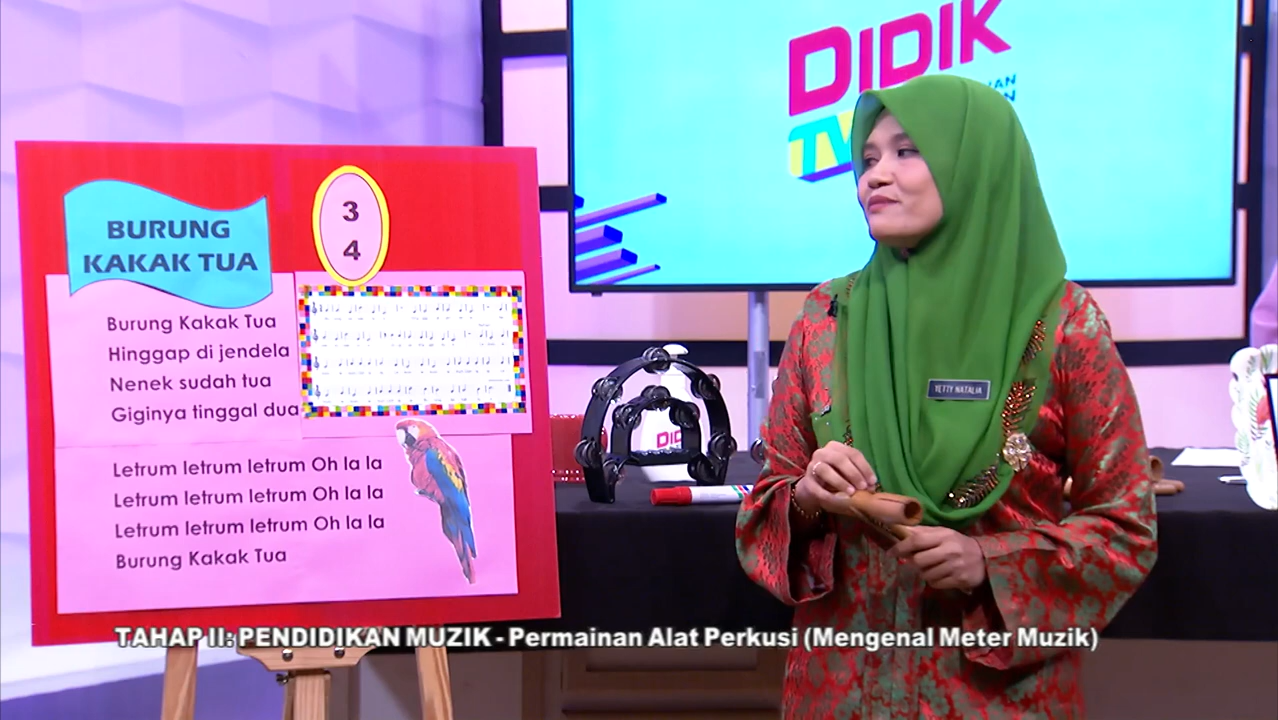 DIDIK
TV
BURUNG
KAKAK TUA
3
4
Burung Kakak Tua
Hinggap di jendela
Nenek sudah tua
Giginya tinggal dua
Letrum letrum letrum Oh la la
Letrum letrum letrum Oh la la
Letrum letrum letrum Oh la la
Burung Kakak Tua
YETTY NATALIA
TAHAP II: PENDIDIKAN MUZIK - Permainan Alat Perkusi (Mengenal Meter Muzik)